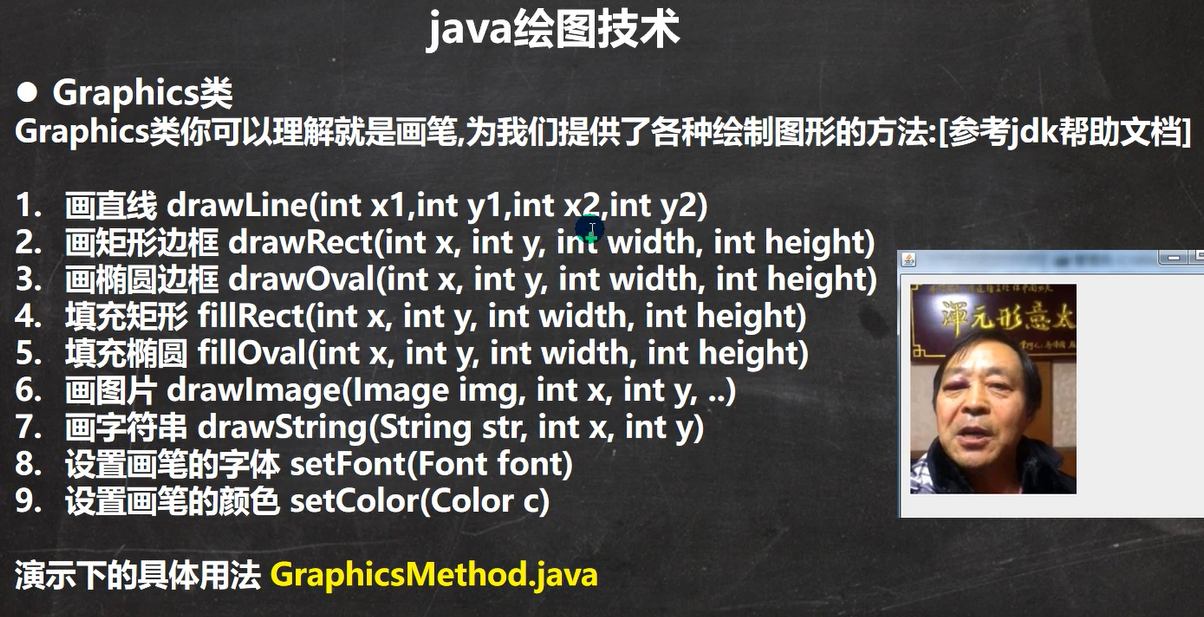 java绘图技术
● Graphics类
Graphics类你可以理解就是画笔,为我们提供了各种绘制图形的方法:[参考jdk帮助文档]
1. 画直线 drawLine(int x1,int y1,int x2,int y2)
2. 画矩形边框 drawRect(int x, int y, int width, int height)
3. 画椭圆边框 drawOval(int x, int y, int width, int height)
4. 填充矩形 fillRect(int x, int y, int width, int height)
5. 填充椭圆 fillOval(int x, int y, int width, int height)
6. 画图片 drawImage(Image img, int x, int y, ..)
7. 画字符串 drawString(String str, int x, int y)
8. 设置画笔的字体 setFont(Font font)
9. 设置画笔的颜色 setColor(Color c)
演示下的具体用法 GraphicsMethod.java
渾元形意太